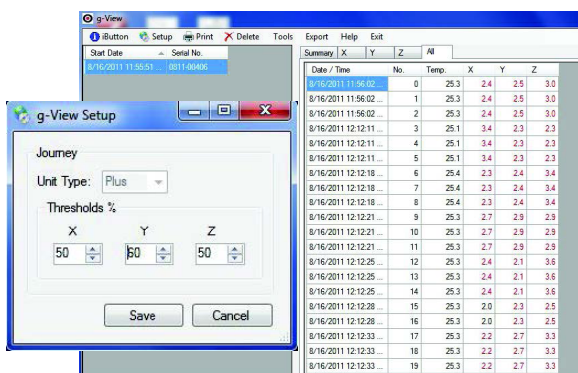 g-View
iButton Setup Print Delete Tools Export Help Exit
Start Date Serial No.
8/16/2011 11:55:51 ... 0811-00406
Summary X Y Z All
Date / Time No. Temp. X Y Z
8/16/2011 11:56:02 ... 0 25.3 2.4 2.5 3.0
8/16/2011 11:56:02 ... 1 25.3 2.4 2.5 3.0
8/16/2011 11:56:02 ... 2 25.3 2.4 2.5 3.0
8/16/2011 12:12:11 ... 3 25.1 3.4 2.3 2.3
8/16/2011 12:12:11 ... 4 25.1 3.4 2.3 2.3
8/16/2011 12:12:11 ... 5 25.1 3.4 2.3 2.3
8/16/2011 12:12:18 ... 6 25.4 2.3 2.4 3.4
8/16/2011 12:12:18 ... 7 25.4 2.3 2.4 3.4
8/16/2011 12:12:18 ... 8 25.4 2.3 2.4 3.4
8/16/2011 12:12:21 ... 9 25.3 2.7 2.9 2.9
8/16/2011 12:12:21 ... 10 25.3 2.7 2.9 2.9
8/16/2011 12:12:21 ... 11 25.3 2.7 2.9 2.9
8/16/2011 12:12:25 ... 12 25.3 2.4 2.1 3.6
8/16/2011 12:12:25 ... 13 25.3 2.4 2.1 3.6
8/16/2011 12:12:25 ... 14 25.3 2.4 2.1 3.6
8/16/2011 12:12:28 ... 15 25.3 2.0 2.3 2.5
8/16/2011 12:12:28 ... 16 25.3 2.0 2.3 2.5
8/16/2011 12:12:33 ... 17 25.3 2.2 2.7 3.3
8/16/2011 12:12:33 ... 18 25.3 2.2 2.7 3.3
8/16/2011 12:12:33 ... 19 25.3 2.2 2.7 3.3
g-View Setup
Journey
Unit Type: Plus
Thresholds %
X Y Z
50 60 50
Save Cancel